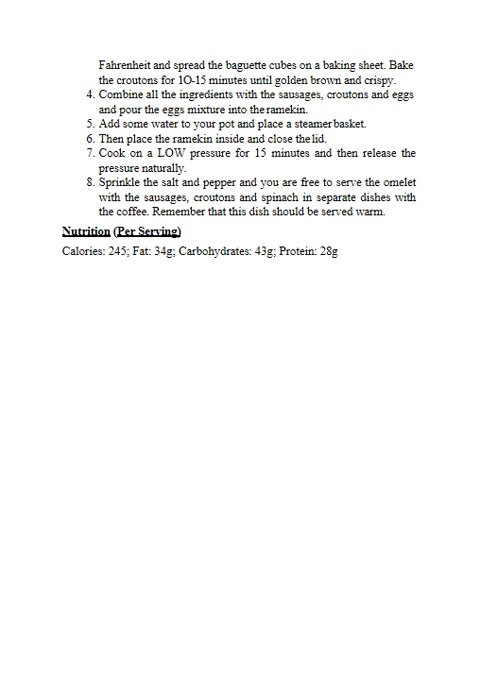 Fahrenheit and spread the baguette cubes on a baking sheet. Bake
the croutons for 1O-15 minutes until golden brown and crispy.
4. Combine all the ingredients with the sausages, croutons and eggs
and pour the eggs mixture into the ramekin.
5. Add some water to your pot and place a steamer basket.
6. Then place the ramekin inside and close the lid.
7. Cook on a LOW pressure for 15 minutes and then release the
pressure naturally.
8. Sprinkle the salt and pepper and you are free to serve the omelet
with the sausages, croutons and spinach in separate dishes with
the coffee. Remember that this dish should be served warm.
Nutrition (Per Serving)
Calories: 245; Fat: 34g; Carbohydrates: 43g; Protein: 28g